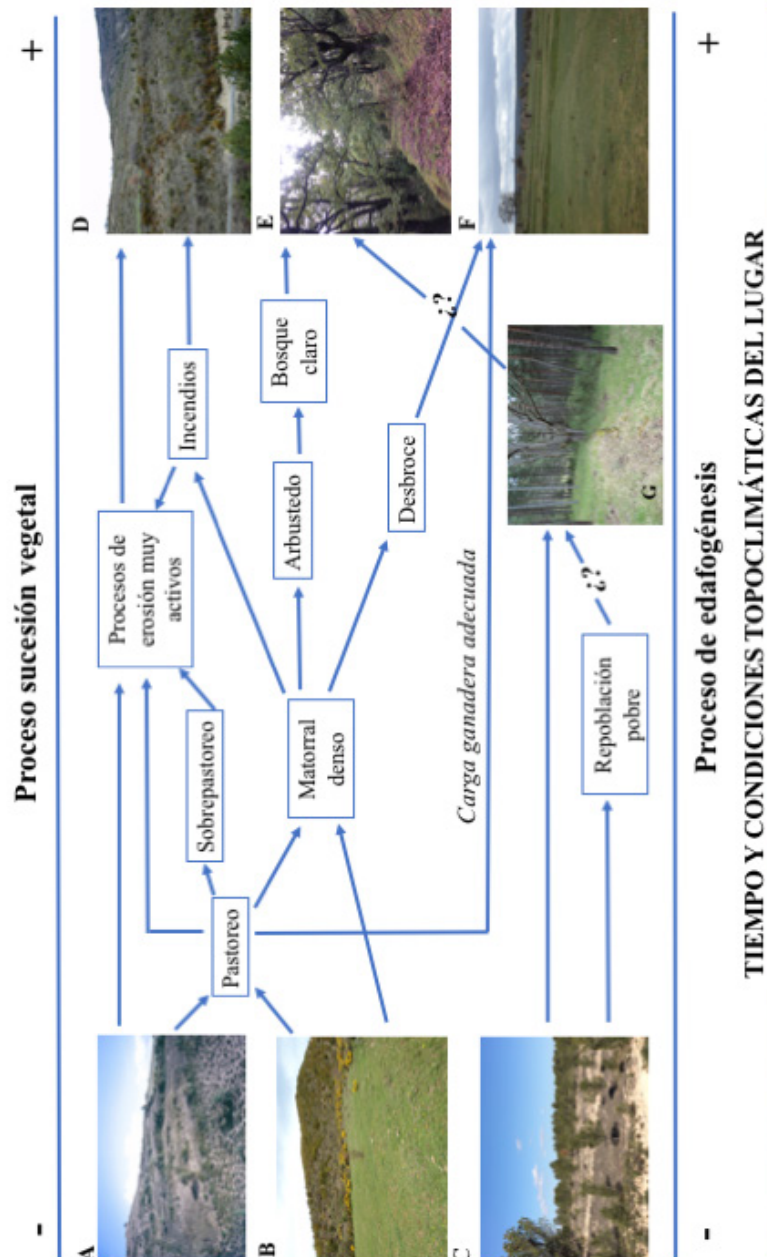 Proceso sucesión vegetal
- +
A
D
Procesos de
erosión muy
activos
Incendios
Sobrepastoreo
Pastoreo
B
E
Bosque
claro
Arbustedo
Matorral
denso
¿?
Desbroce
F
Carga ganadera adecuada
C
G
¿?
Repoblación
pobre
- +
Proceso de edafogénesis
TIEMPO Y CONDICIONES TOPOCLIMÁTICAS DEL LUGAR